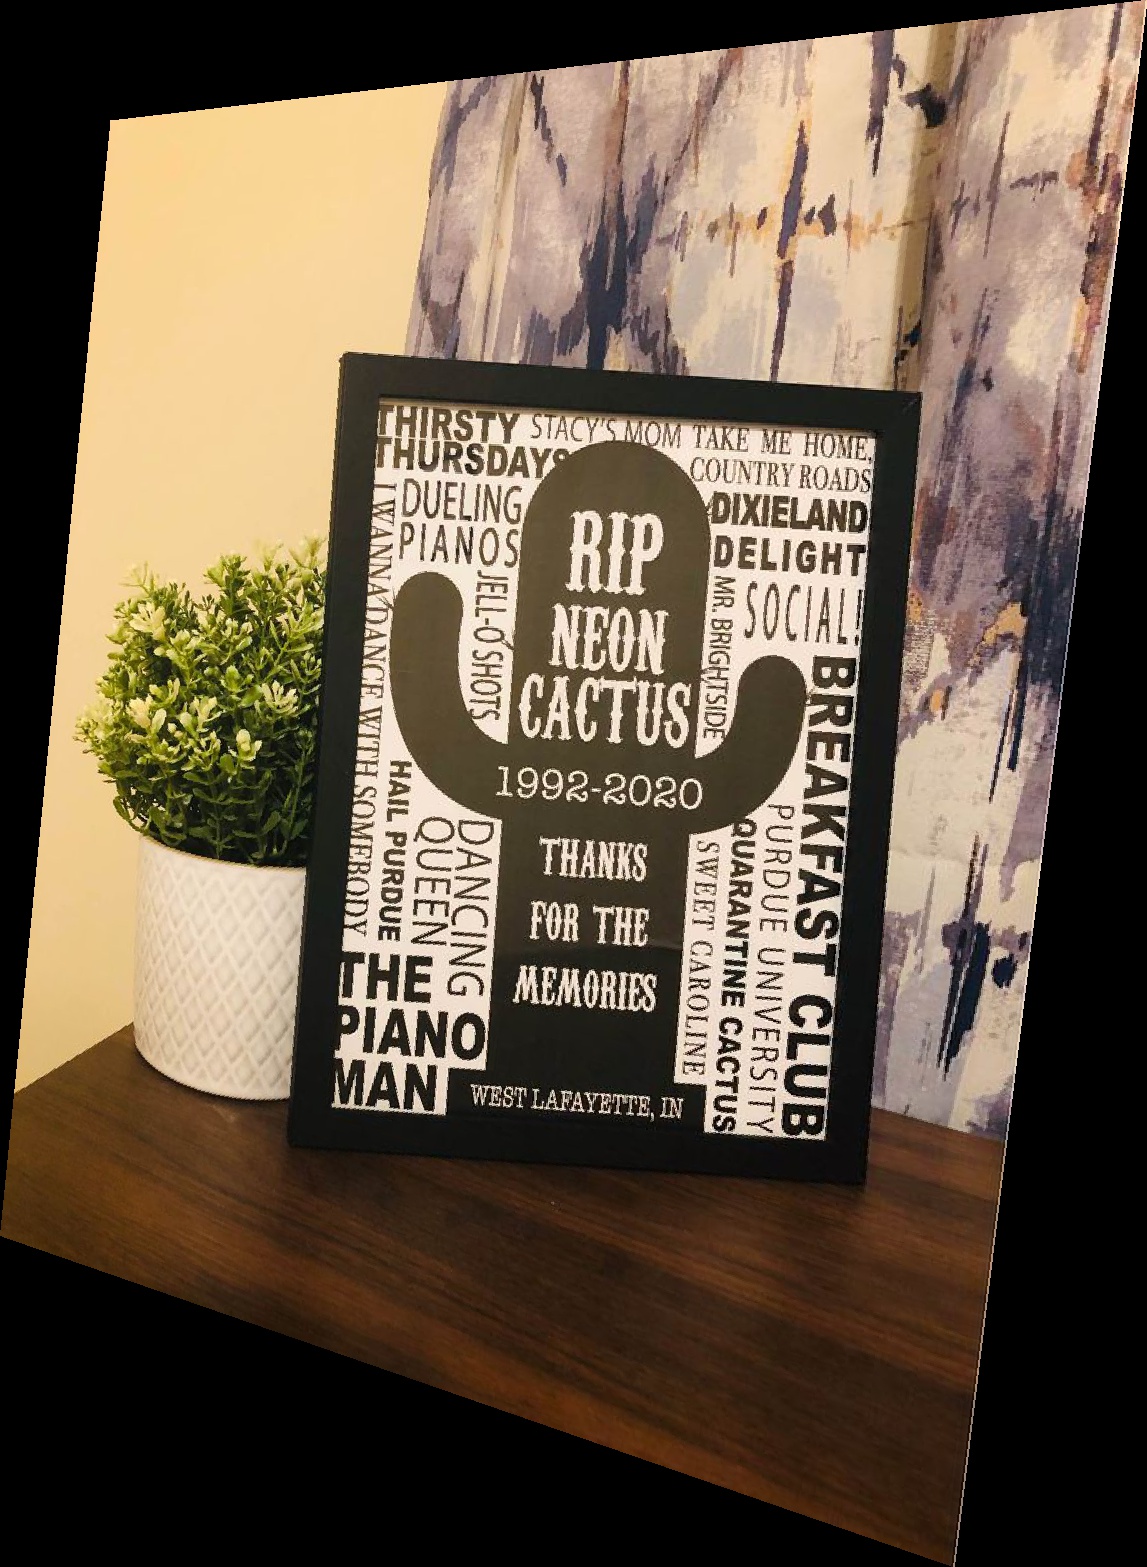 THIRSTY
THURSDAYS
STACY'S MOM
TAKE ME HOME,
COUNTRY ROADS
DUELING
PIANOS
DIXIELAND
DELIGHT
I WANNA DANCE WITH SOMEBODY
JELL-O SHOTS
RIP
NEON
CACTUS
1992-2020
THANKS
FOR THE
MEMORIES
WEST LAFAYETTE, IN
MR. BRIGHTSIDE
SOCIAL!
BREAKFAST CLUB
HAIL PURDUE
DANCING
QUEEN
THE
PIANO
MAN
SWEET CAROLINE
QUARANTINE CACTUS
PURDUE UNIVERSITY